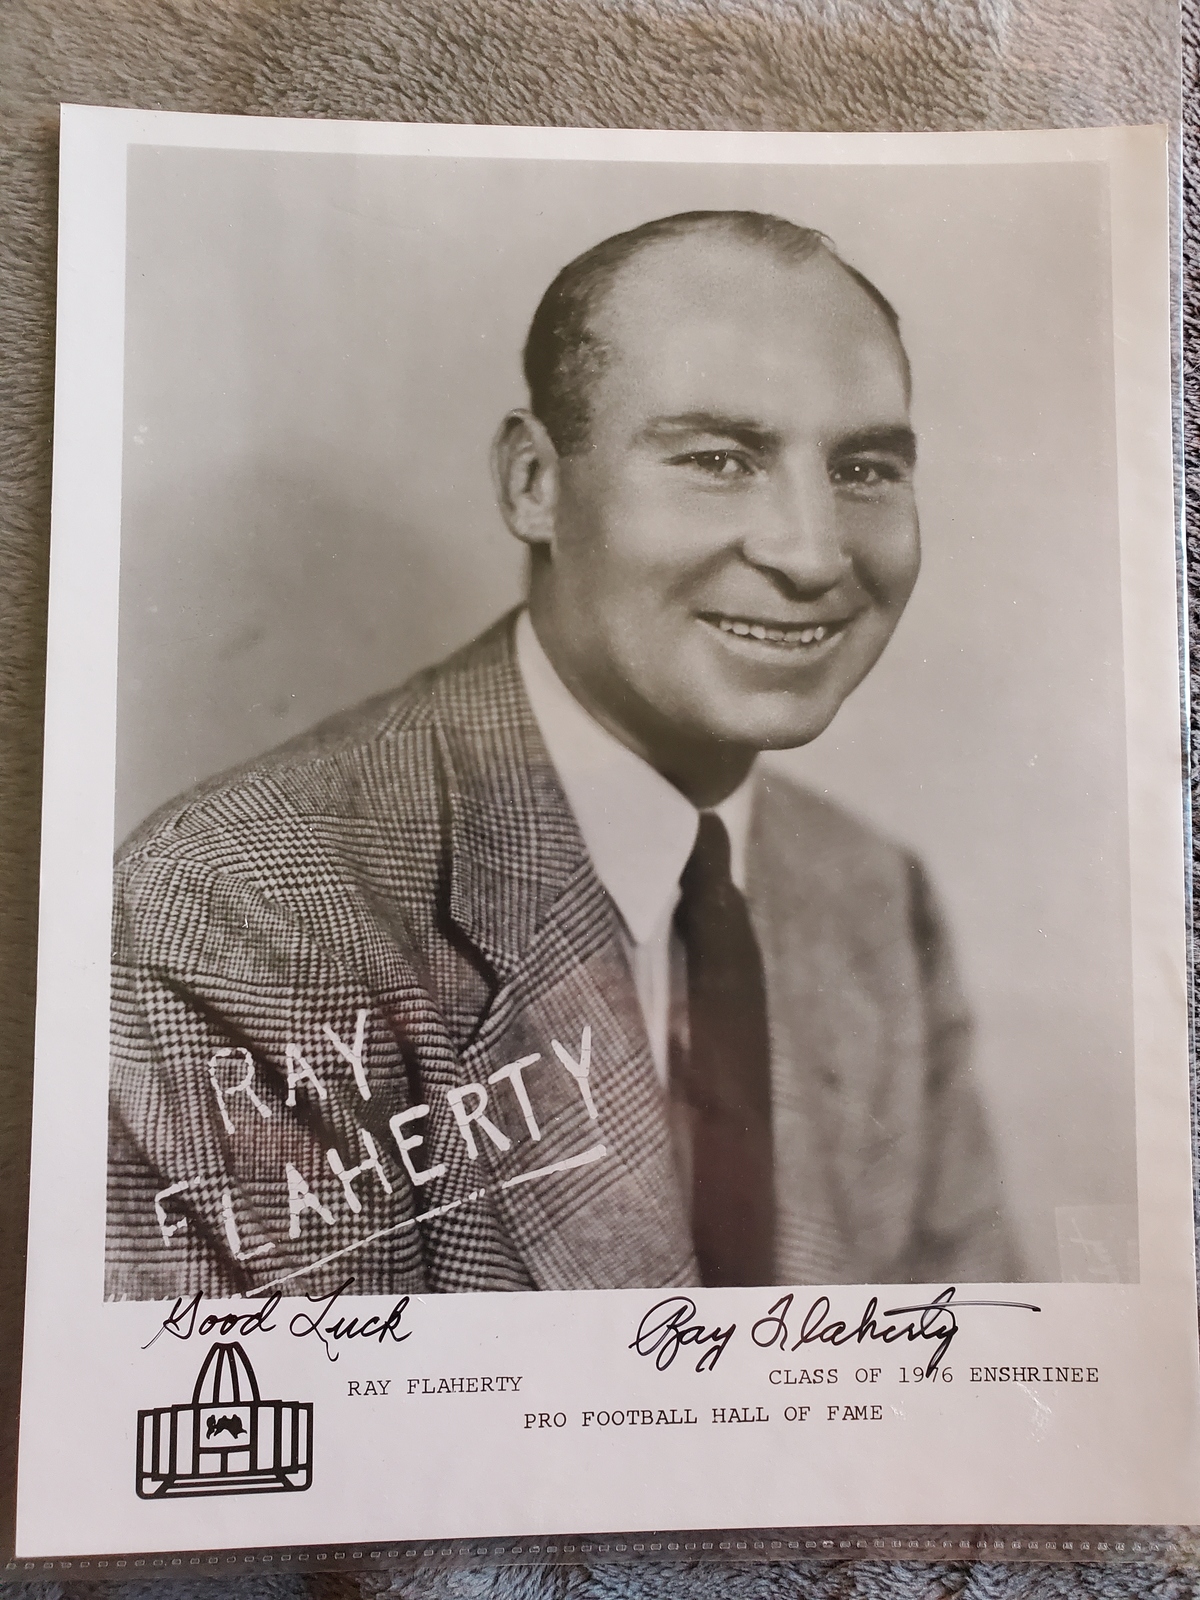 RAY
FLAHERTY
Good Luck
Ray Flaherty
RAY FLAHERTY
CLASS OF 1976 ENSHRINEE
PRO FOOTBALL HALL OF FAME